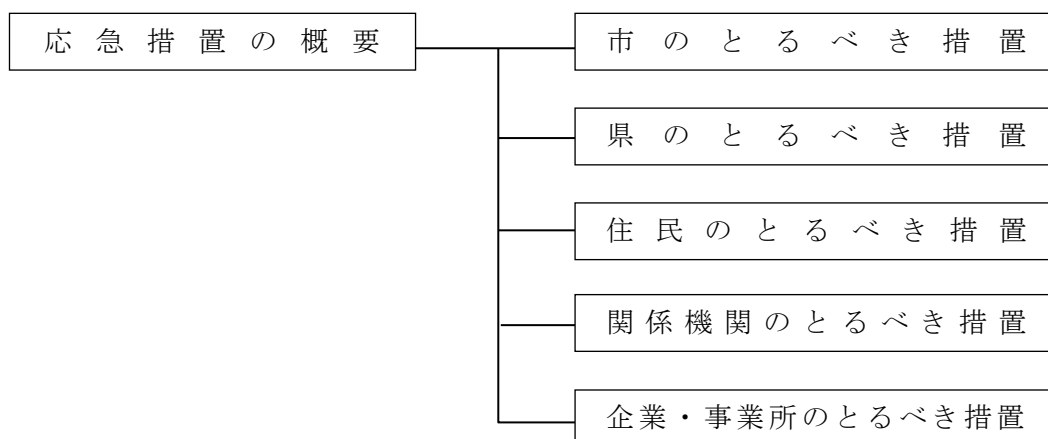 応急措置の概要
市のとるべき措置
県のとるべき措置
住民のとるべき措置
関係機関のとるべき措置
企業・事業所のとるべき措置